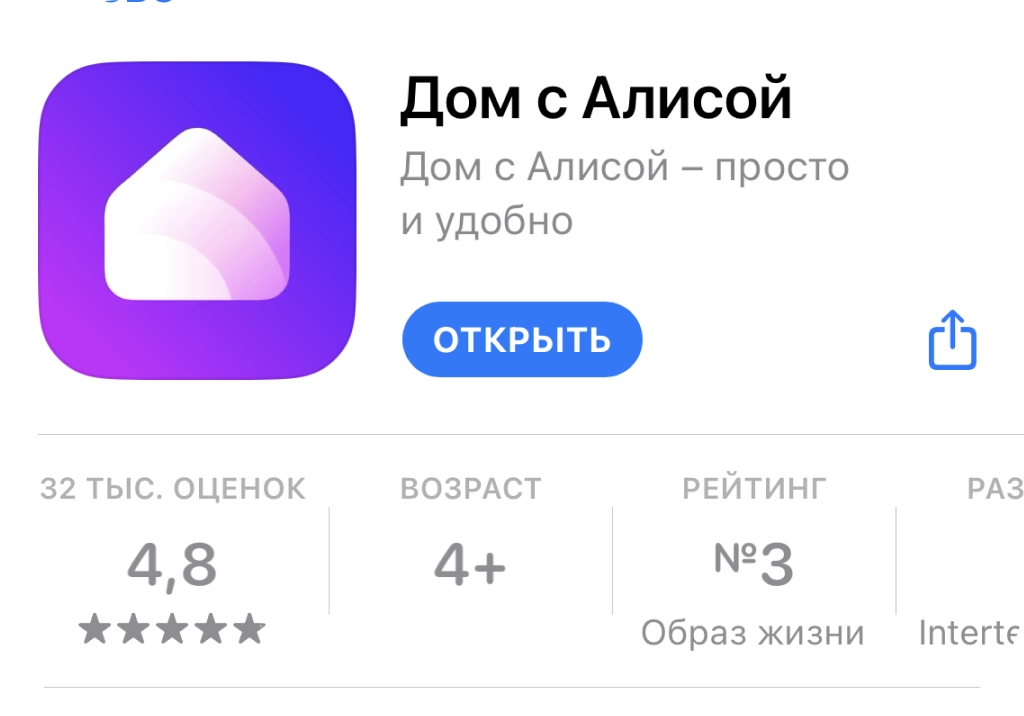 Дом с Алисой
Дом с Алисой – просто
и удобно
ОТКРЫТЬ
32 ТЫС. ОЦЕНОК
4,8
ВОЗРАСТ
4+
РЕЙТИНГ
№3
Образ жизни